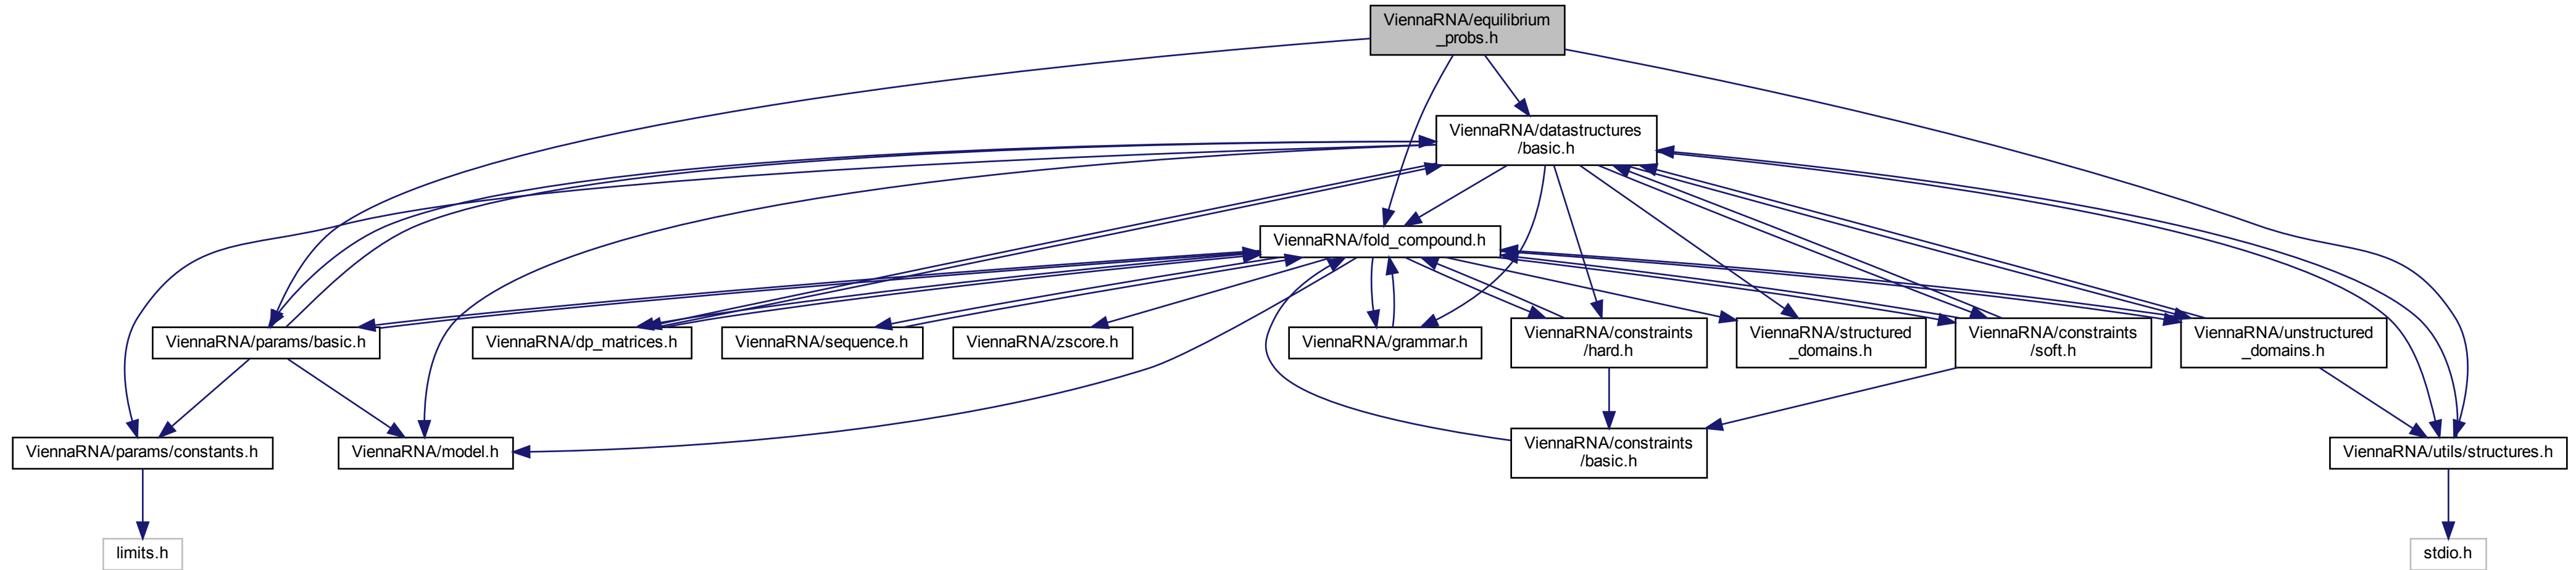 ViennaRNA/equilibrium
_probs.h
ViennaRNA/datastructures
/basic.h
ViennaRNA/fold_compound.h
ViennaRNA/params/basic.h
ViennaRNA/dp_matrices.h
ViennaRNA/sequence.h
ViennaRNA/zscore.h
ViennaRNA/grammar.h
ViennaRNA/constraints
/hard.h
ViennaRNA/structured
_domains.h
ViennaRNA/constraints
/soft.h
ViennaRNA/unstructured
_domains.h
ViennaRNA/params/constants.h
ViennaRNA/model.h
ViennaRNA/constraints
/basic.h
ViennaRNA/utils/structures.h
limits.h
stdio.h